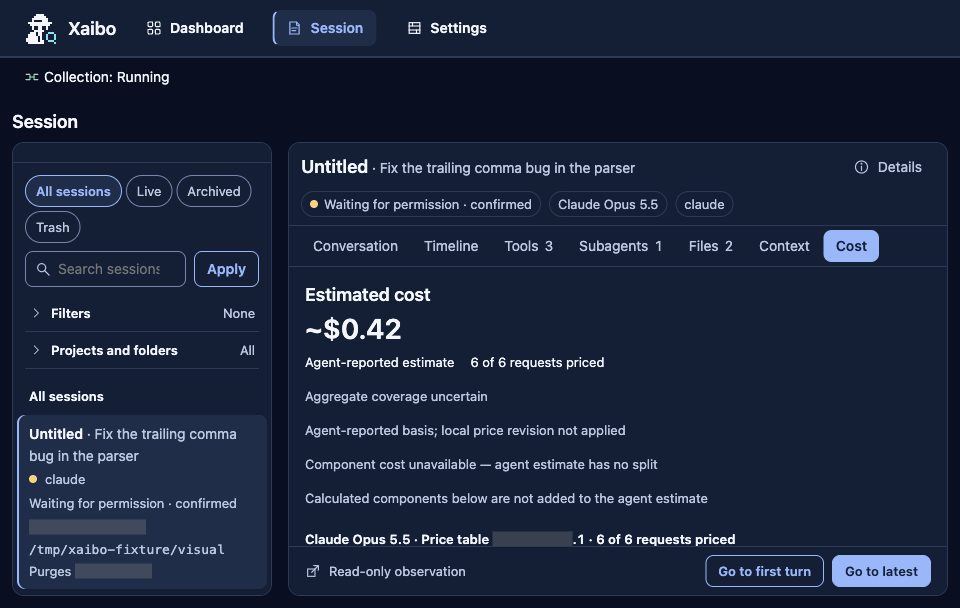 Xaibo
Dashboard
Session
Settings
Collection: Running
Session
All sessions
Live
Archived
Trash
Search sessions
Apply
Filters
None
Projects and folders
All
All sessions
Untitled · Fix the trailing comma
bug in the parser
claude
Waiting for permission · confirmed
/tmp/xaibo-fixture/visual
Purges
Untitled · Fix the trailing comma bug in the parser
Details
Waiting for permission · confirmed
Claude Opus 5.5
claude
Conversation
Timeline
Tools 3
Subagents 1
Files 2
Context
Cost
Estimated cost
~$0.42
Agent-reported estimate 6 of 6 requests priced
Aggregate coverage uncertain
Agent-reported basis; local price revision not applied
Component cost unavailable — agent estimate has no split
Calculated components below are not added to the agent estimate
Claude Opus 5.5 · Price table .1 · 6 of 6 requests priced
Read-only observation
Go to first turn
Go to latest